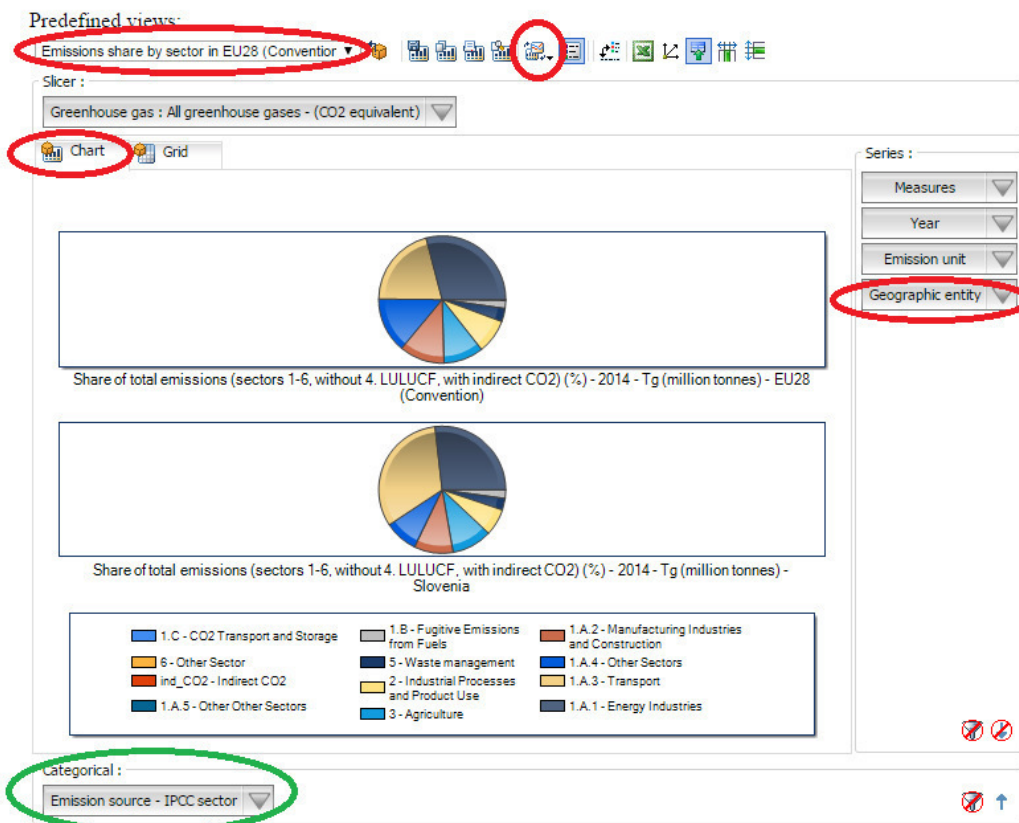 Predefined views:
Emissions share by sector in EU28 (Convention
Slicer :
Greenhouse gas : All greenhouse gases - (CO2 equivalent)
Chart
Grid
Series :
Measures
Year
Emission unit
Geographic entity
Share of total emissions (sectors 1-6, without 4. LULUCF, with indirect CO2) (%) - 2014 - Tg (million tonnes) - EU28
(Convention)
Share of total emissions (sectors 1-6, without 4. LULUCF, with indirect CO2) (%) - 2014 - Tg (million tonnes) -
Slovenia
1.C - CO2 Transport and Storage
6 - Other Sector
ind_CO2 - Indirect CO2
1.A.5 - Other Other Sectors
1.B - Fugitive Emissions
from Fuels
5 - Waste management
2 - Industrial Processes
and Product Use
3 - Agriculture
1.A.2 - Manufacturing Industries
and Construction
1.A.4 - Other Sectors
1.A.3 - Transport
1.A.1 - Energy Industries
Categorical :
Emission source - IPCC sector